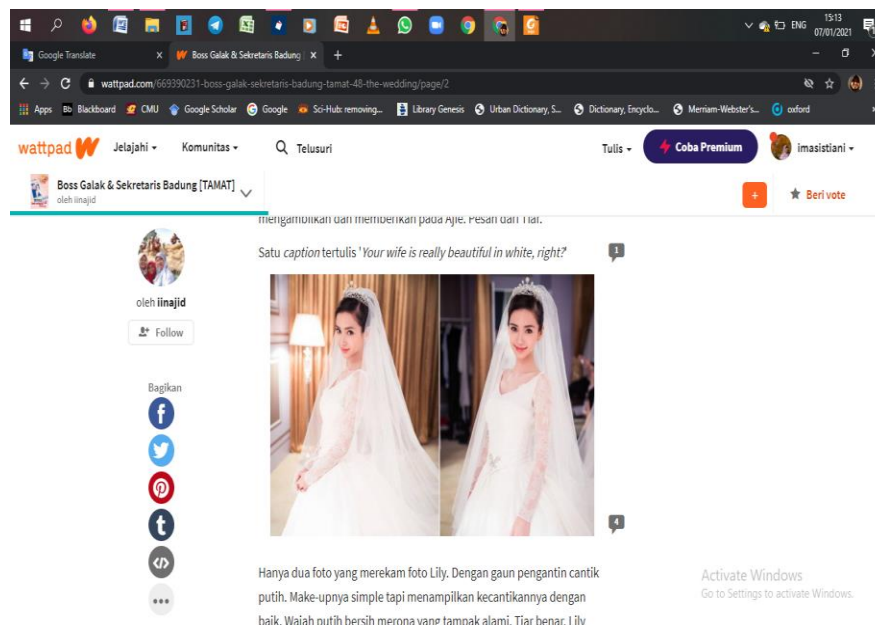 15:13
ENG
07/01/2021
Google Translate
Boss Galak & Sekretaris Badung
wattpad.com/669390231-boss-galak-sekretaris-badung-tamat-48-the-wedding/page/2
Apps Blackboard CMU Google Scholar Google Sci-Hub: removing... Library Genesis Urban Dictionary, S... Dictionary, Encyclo... Merriam-Webster's... oxford
wattpad Jelajahi Komunitas Telusuri Tulis Coba Premium imasistiani
Boss Galak & Sekretaris Badung [TAMAT]
oleh iinajid
+ Beri vote
mengambilkan dan memberikan pada Ajie. Pesan dari Tiar.
Satu caption tertulis 'Your wife is really beautiful in white, right?'
1
oleh iinajid
Follow
Bagikan
4
Hanya dua foto yang merekam foto Lily. Dengan gaun pengantin cantik
putih. Make-upnya simple tapi menampilkan kecantikannya dengan
baik. Wajah putih bersih merona yang tampak alami. Tiar benar, Lily
Activate Windows
Go to Settings to activate Windows.